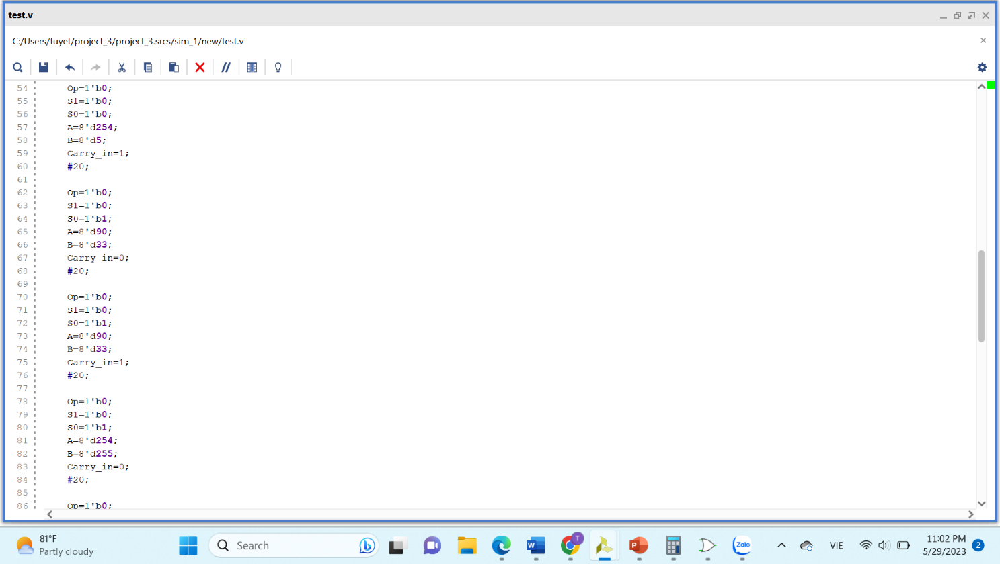 test.v
C:/Users/tuyet/project_3/project_3.srcs/sim_1/new/test.v
54 Op=1'b0;
55 S1=1'b0;
56 S0=1'b0;
57 A=8'd254;
58 B=8'd5;
59 Carry_in=1;
60 #20;
61
62 Op=1'b0;
63 S1=1'b0;
64 S0=1'b1;
65 A=8'd90;
66 B=8'd33;
67 Carry_in=0;
68 #20;
69
70 Op=1'b0;
71 S1=1'b0;
72 S0=1'b1;
73 A=8'd90;
74 B=8'd33;
75 Carry_in=1;
76 #20;
77
78 Op=1'b0;
79 S1=1'b0;
80 S0=1'b1;
81 A=8'd254;
82 B=8'd255;
83 Carry_in=0;
84 #20;
85
86 Op=1'b0;
81°F
Partly cloudy
Search
W
T
P
Zalo
VIE
11:02 PM
5/29/2023
2